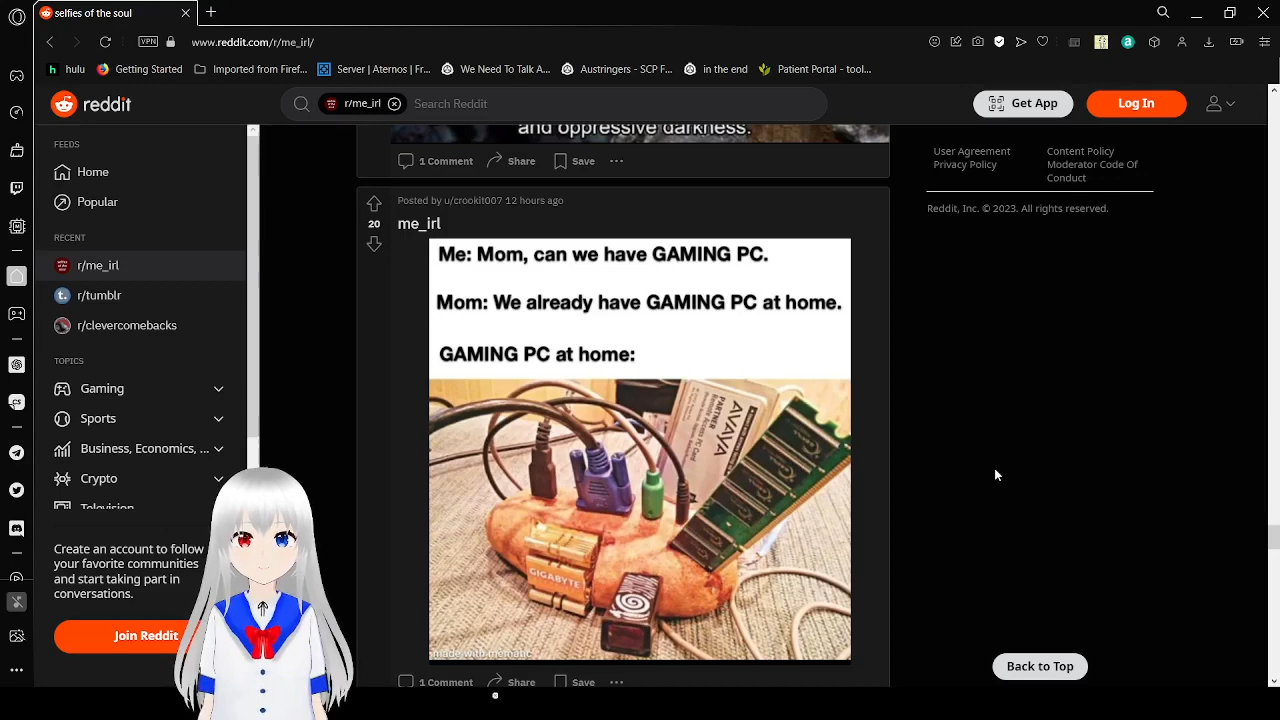 selfies of the soul
VPN
www.reddit.com/r/me_irl/
hulu
Getting Started
Imported from Firef...
Server | Aternos | Fr...
We Need To Talk A...
Austringers - SCP F...
in the end
Patient Portal - tool...
reddit
r/me_irl
Search Reddit
Get App
Log In
FEEDS
Home
Popular
RECENT
r/me_irl
r/tumblr
r/clevercomebacks
TOPICS
Gaming
Sports
Business, Economics, ...
Crypto
Television
Create an account to follow
your favorite communities
and start taking part in
conversations.
Join Reddit
and oppressive darkness.
1 Comment
Share
Save
Posted by u/crookit007 12 hours ago
20
me_irl
Me: Mom, can we have GAMING PC.
Mom: We already have GAMING PC at home.
GAMING PC at home:
AVAYA
PARTNER
Remote Access PC Card
GIGABYTE
made with mematic
1 Comment
Share
Save
User Agreement
Privacy Policy
Content Policy
Moderator Code Of
Conduct
Reddit, Inc. © 2023. All rights reserved.
Back to Top